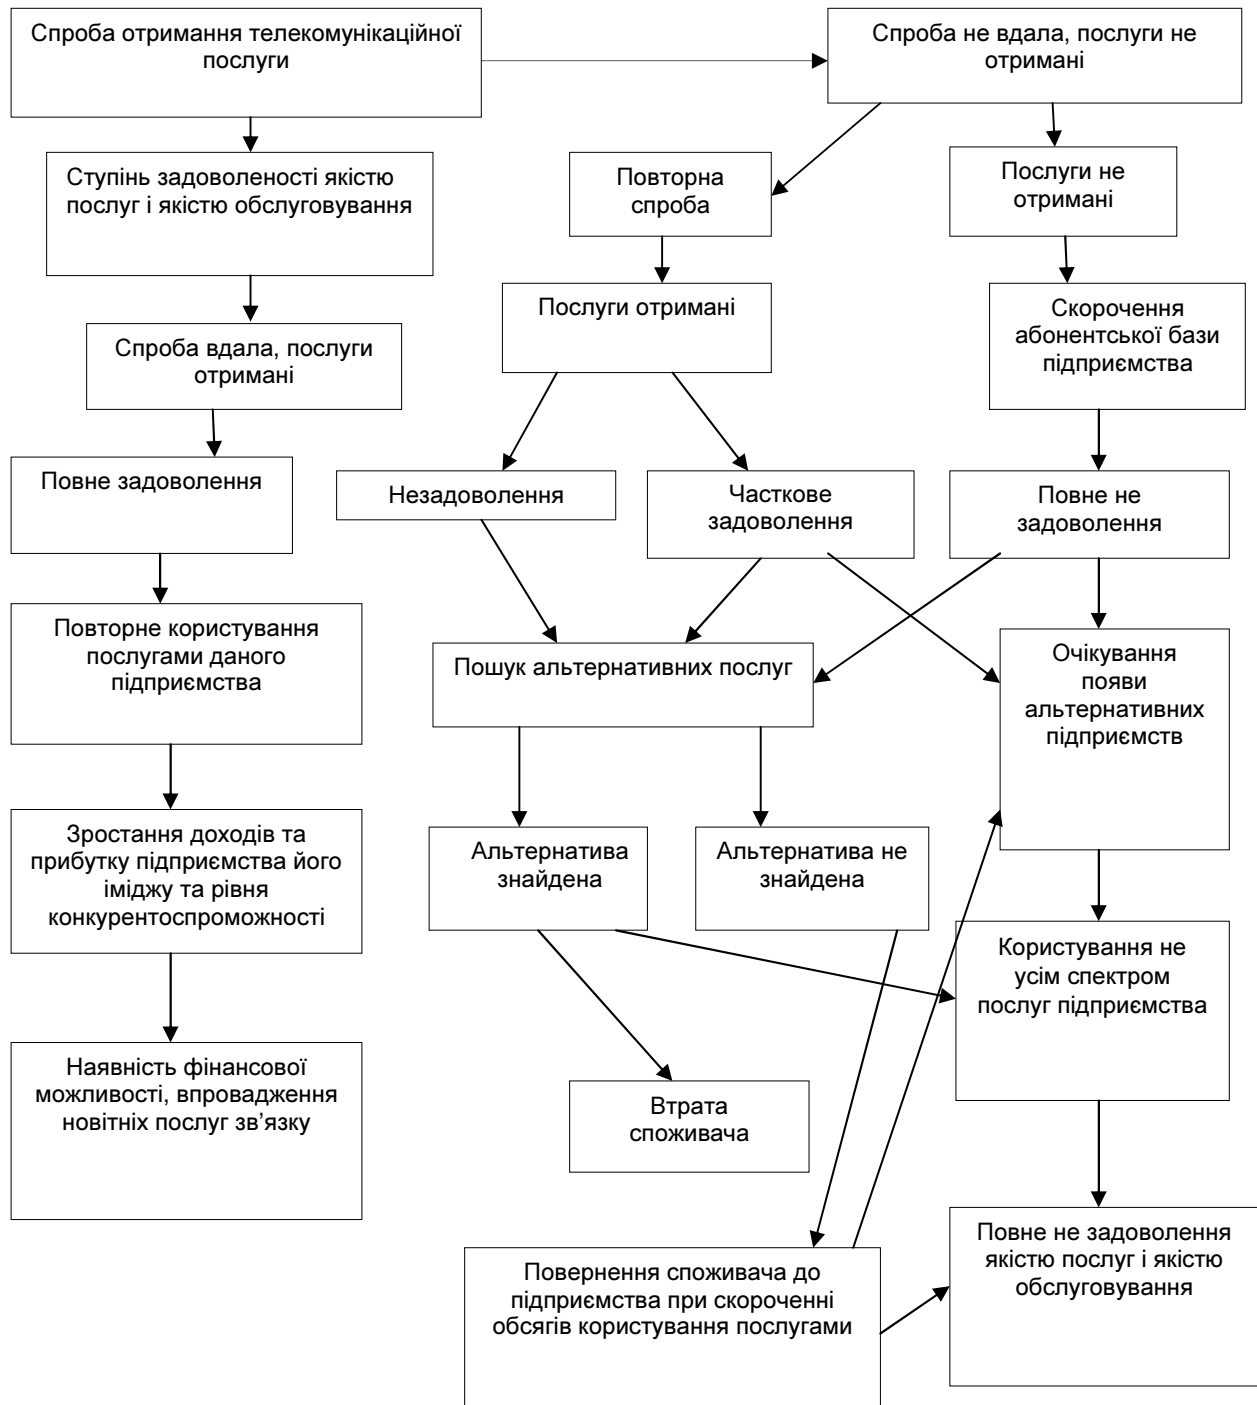 Спроба отримання телекомунікаційної
послуги
Спроба не вдала, послуги не
отримані
Ступінь задоволеності якістю
послуг і якістю обслуговування
Повторна
спроба
Послуги не
отримані
Послуги отримані
Скорочення
абонентської бази
підприємства
Спроба вдала, послуги
отримані
Повне задоволення
Незадоволення
Часткове
задоволення
Повне не
задоволення
Повторне користування
послугами даного
підприємства
Пошук альтернативних послуг
Очікування
появи
альтернативних
підприємств
Зростання доходів та
прибутку підприємства його
іміджу та рівня
конкурентоспроможності
Альтернатива
знайдена
Альтернатива не
знайдена
Користування не
усім спектром
послуг підприємства
Наявність фінансової
можливості, впровадження
новітніх послуг зв’язку
Втрата
споживача
Повернення споживача до
підприємства при скороченні
обсягів користування послугами
Повне не задоволення
якістю послуг і якістю
обслуговування